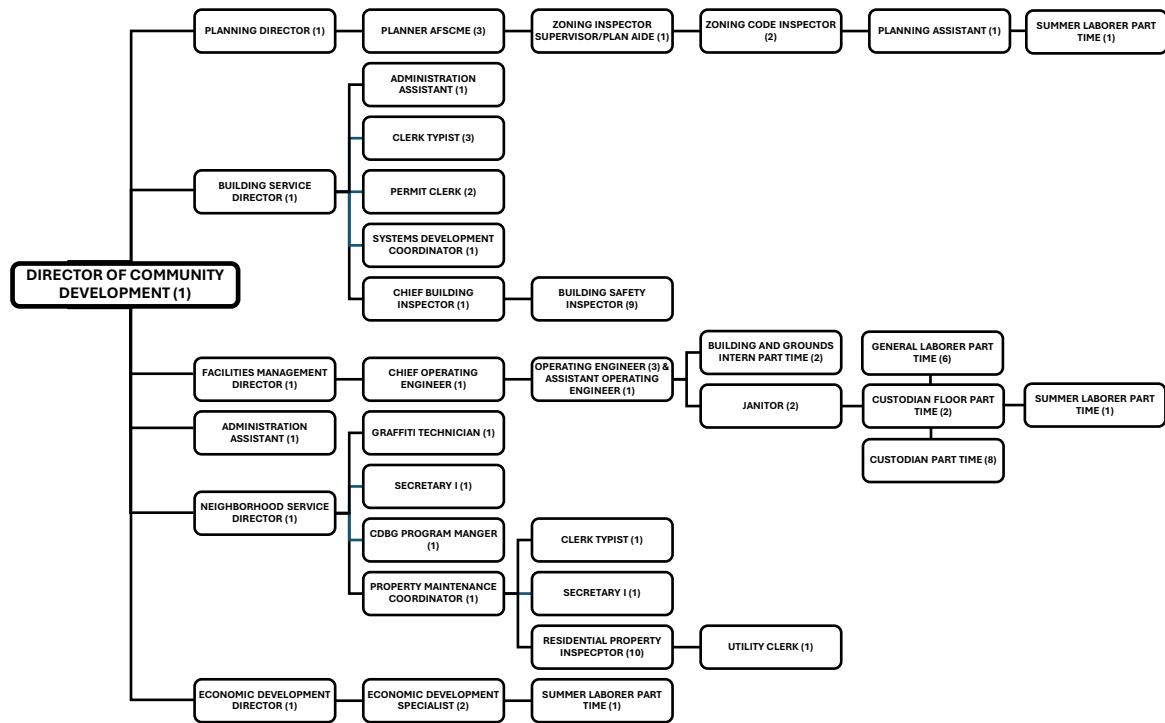 PLANNING DIRECTOR (1)
PLANNER AFSCME (3)
ZONING INSPECTOR
SUPERVISOR/PLAN AIDE (1)
ZONING CODE INSPECTOR
(2)
PLANNING ASSISTANT (1)
SUMMER LABORER PART
TIME (1)
ADMINISTRATION
ASSISTANT (1)
CLERK TYPIST (3)
BUILDING SERVICE
DIRECTOR (1)
PERMIT CLERK (2)
SYSTEMS DEVELOPMENT
COORDINATOR (1)
DIRECTOR OF COMMUNITY
DEVELOPMENT (1)
CHIEF BUILDING
INSPECTOR (1)
BUILDING SAFETY
INSPECTOR (9)
FACILITIES MANAGEMENT
DIRECTOR (1)
CHIEF OPERATING
ENGINEER (1)
OPERATING ENGINEER (3) &
ASSISTANT OPERATING
ENGINEER (1)
BUILDING AND GROUNDS
INTERN PART TIME (2)
GENERAL LABORER PART
TIME (6)
JANITOR (2)
CUSTODIAN FLOOR PART
TIME (2)
SUMMER LABORER PART
TIME (1)
CUSTODIAN PART TIME (8)
ADMINISTRATION
ASSISTANT (1)
GRAFFITI TECHNICIAN (1)
SECRETARY I (1)
NEIGHBORHOOD SERVICE
DIRECTOR (1)
CDBG PROGRAM MANGER
(1)
CLERK TYPIST (1)
PROPERTY MAINTENANCE
COORDINATOR (1)
SECRETARY I (1)
RESIDENTIAL PROPERTY
INSPECPTOR (10)
UTILITY CLERK (1)
ECONOMIC DEVELOPMENT
DIRECTOR (1)
ECONOMIC DEVELOPMENT
SPECIALIST (2)
SUMMER LABORER PART
TIME (1)